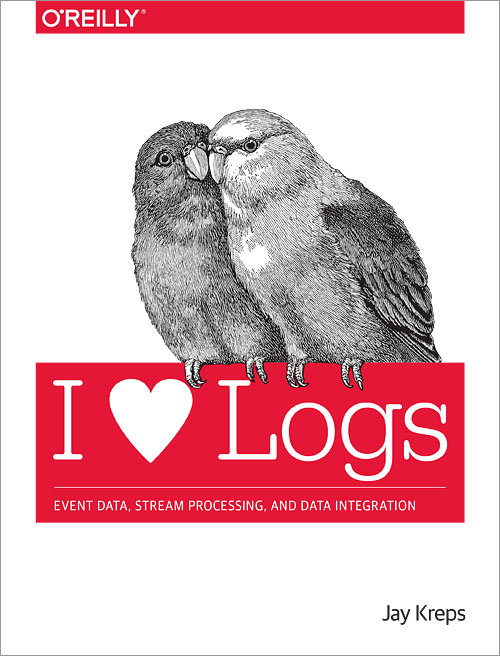 O'REILLY®
I ♥ Logs
EVENT DATA, STREAM PROCESSING, AND DATA INTEGRATION
Jay Kreps